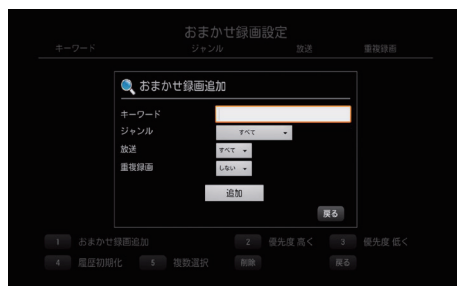 おまかせ録画設定
キーワード ジャンル 放送 重複録画
おまかせ録画追加
キーワード
ジャンル すべて
放送 すべて
重複録画 しない
追加
戻る
1 おまかせ録画追加 2 優先度 高く 3 優先度 低く
4 履歴初期化 5 複数選択 削除 戻る